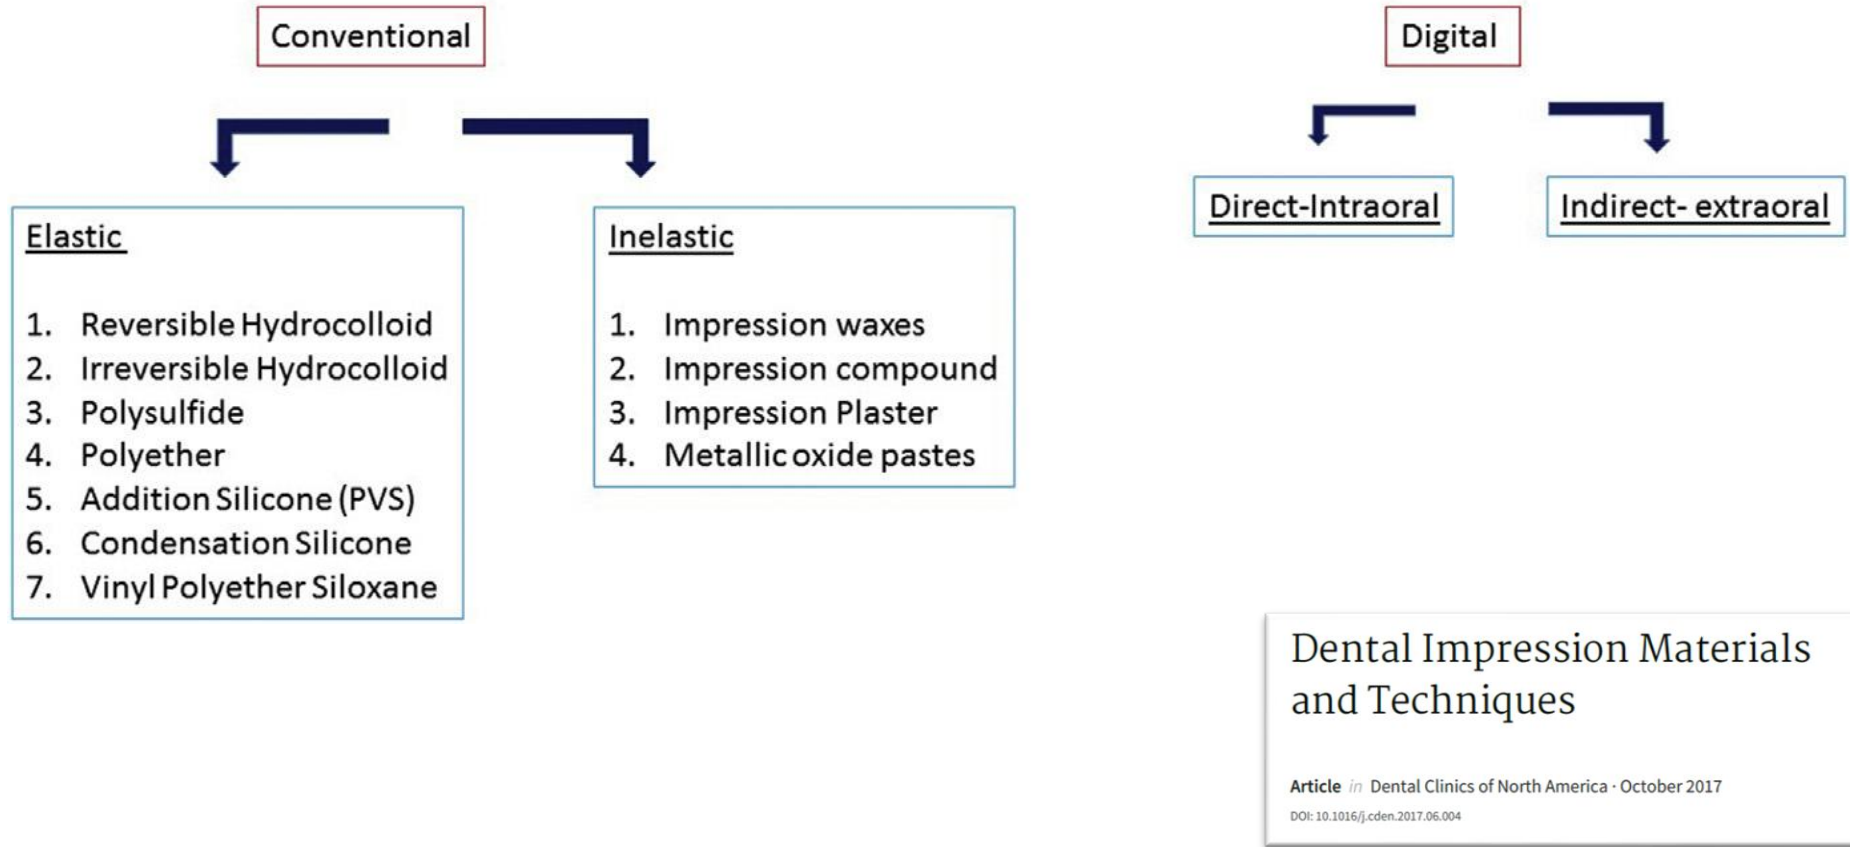 Conventional
Elastic
1. Reversible Hydrocolloid
2. Irreversible Hydrocolloid
3. Polysulfide
4. Polyether
5. Addition Silicone (PVS)
6. Condensation Silicone
7. Vinyl Polyether Siloxane
Inelastic
1. Impression waxes
2. Impression compound
3. Impression Plaster
4. Metallic oxide pastes
Digital
Direct-Intraoral
Indirect- extraoral
Dental Impression Materials
and Techniques
Article in Dental Clinics of North America · October 2017
DOI: 10.1016/j.cden.2017.06.004